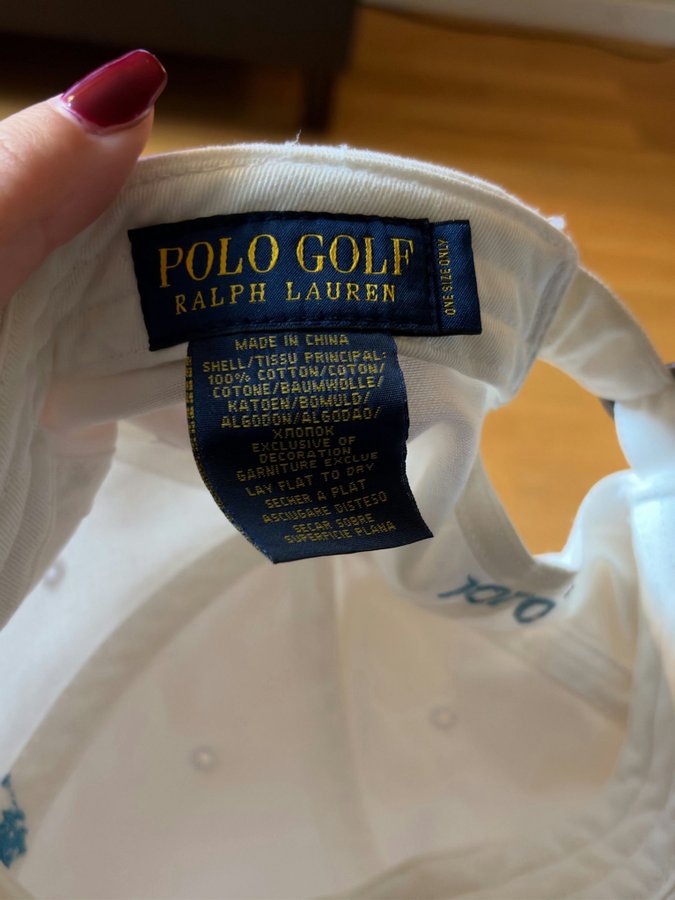 POLO GOLF
RALPH LAUREN
ONE SIZE ONLY
MADE IN CHINA
SHELL/TISSU PRINCIPAL:
100% COTTON/COTON/
COTONE/BAUMWOLLE/
KATOEN/BOMULD/
ALGODON/ALGODAO/
ХЛОПОК
EXCLUSIVE OF
DECORATION
GARNITURE EXCLUE
LAY FLAT TO DRY
SECHER A PLAT
ASCIUGARE DISTESO
SECAR SOBRE
SUPERFICIE PLANA